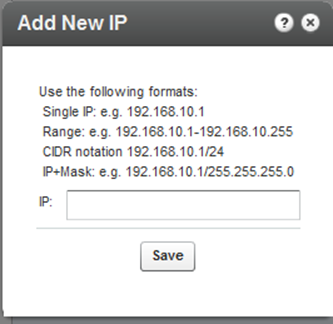 Add New IP ?
Use the following formats:
Single IP: e.g. 192.168.10.1
Range: e.g. 192.168.10.1-192.168.10.255
CIDR notation 192.168.10.1/24
IP+Mask: e.g. 192.168.10.1/255.255.255.0
IP:
Save